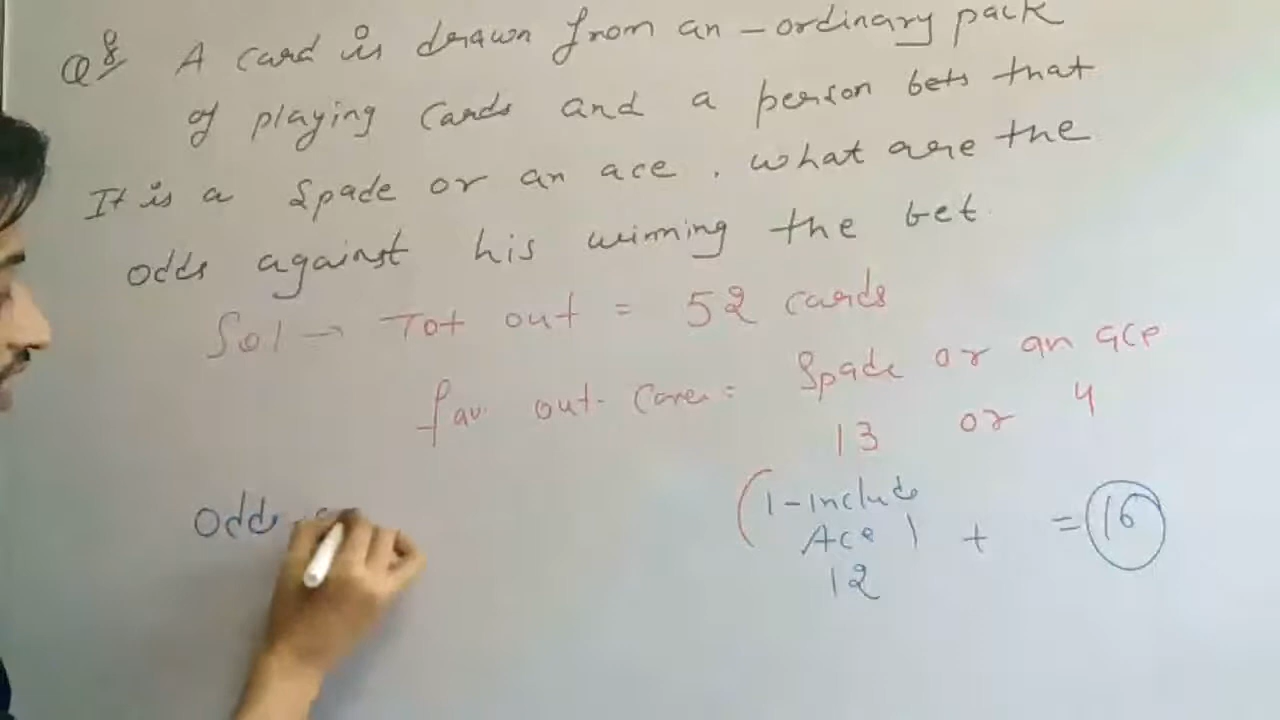 Q8 A card is drawn from an - ordinary pack
of playing cards and a person bets that
It is a spade or an ace. what are the
odds against his winning the bet.
Sol → Tot out = 52 cards
fav. out. Cases = Spade or an ace
13 or 4
(1 - include
Ace) + = 16
12
Odds